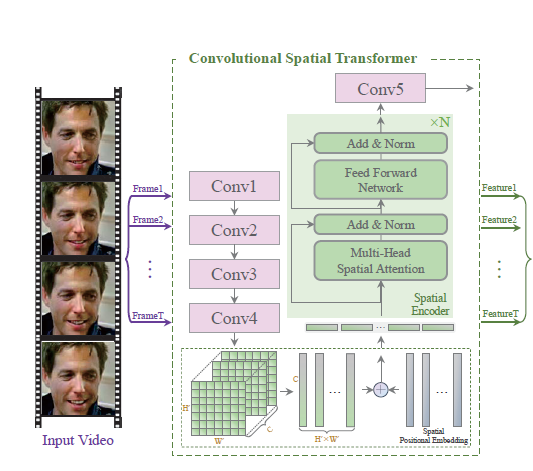 Convolutional Spatial Transformer
Conv5
×N
Add & Norm
Feed Forward
Network
Add & Norm
Multi-Head
Spatial Attention
Spatial
Encoder
Conv1
Conv2
Conv3
Conv4
Frame1
Frame2
⋮
FrameT
Feature1
Feature2
⋮
FeatureT
...
H'
W'
C
C
...
H'×W'
...
Spatial
Positional Embedding
Input Video